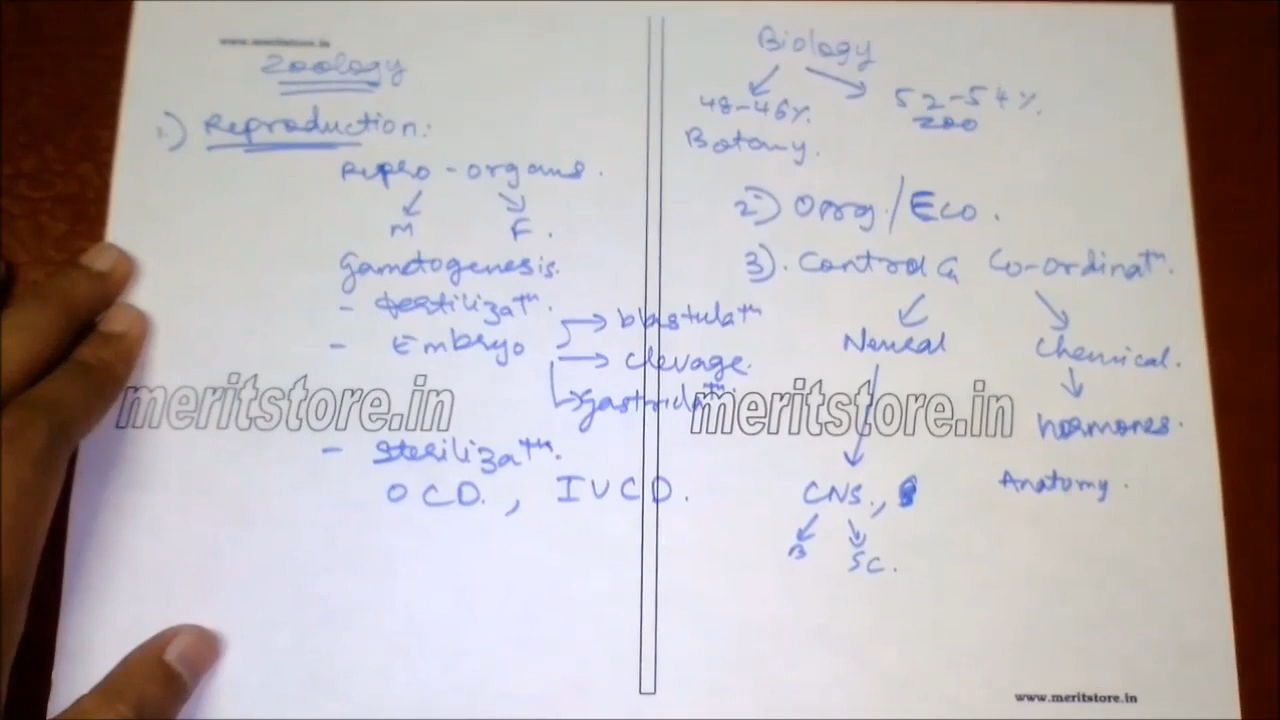 www.meritstore.in
Zoology
1.) Reproduction:
Repro - organs.
M F.
Gametogenesis.
- fertilizatⁿ.
- Embryo → blastulatⁿ
→ clevage.
→ gastrulatⁿ
- Sterilizatⁿ.
OCD., IUCD.
Biology
48-46%. 52-54%.
Botany. zoo
2.) Org./Eco.
3). Control & Co-ordinatⁿ.
Neural Chemical.
hormones.
CNS., Anatomy.
B SC.
meritstore.in meritstore.in
www.meritstore.in